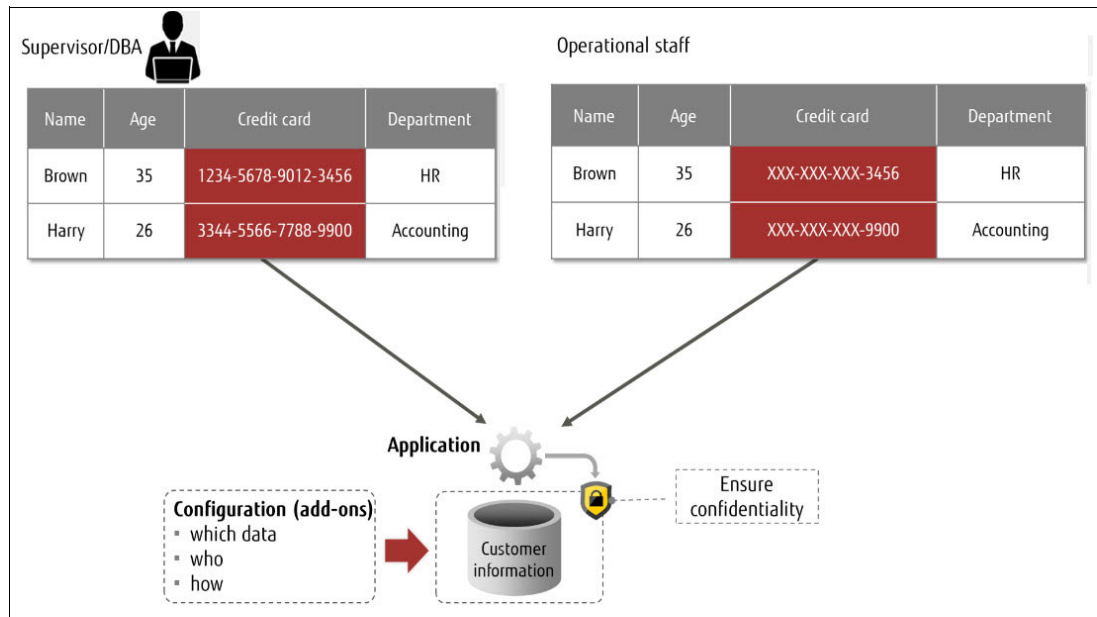 Supervisor/DBA
Name Age Credit card Department
Brown 35 1234-5678-9012-3456 HR
Harry 26 3344-5566-7788-9900 Accounting
Operational staff
Name Age Credit card Department
Brown 35 XXX-XXX-XXX-3456 HR
Harry 26 XXX-XXX-XXX-9900 Accounting
Application
Configuration (add-ons)
▪ which data
▪ who
▪ how
Customer
information
Ensure
confidentiality